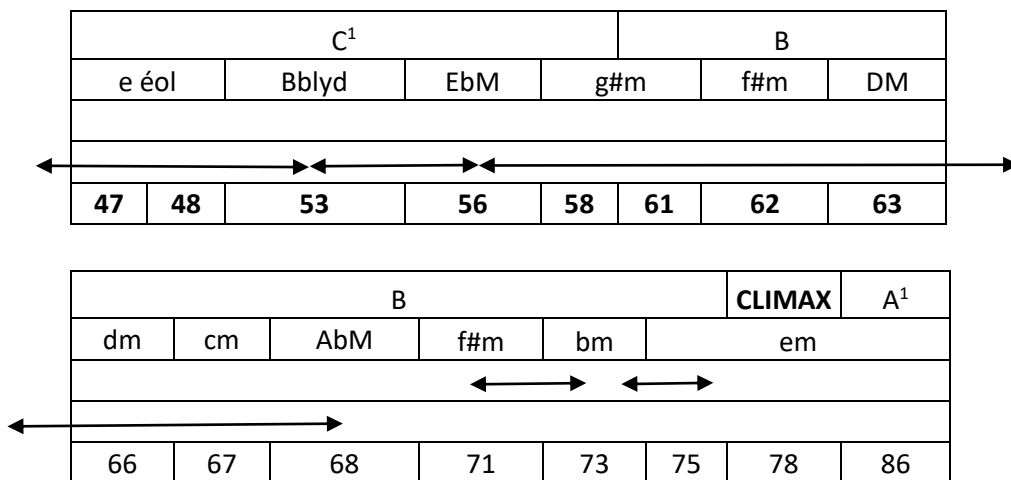 C¹ B
e éol Bblyd EbM g#m f#m DM
47 48 53 56 58 61 62 63
B CLIMAX A¹
dm cm AbM f#m bm em
66 67 68 71 73 75 78 86